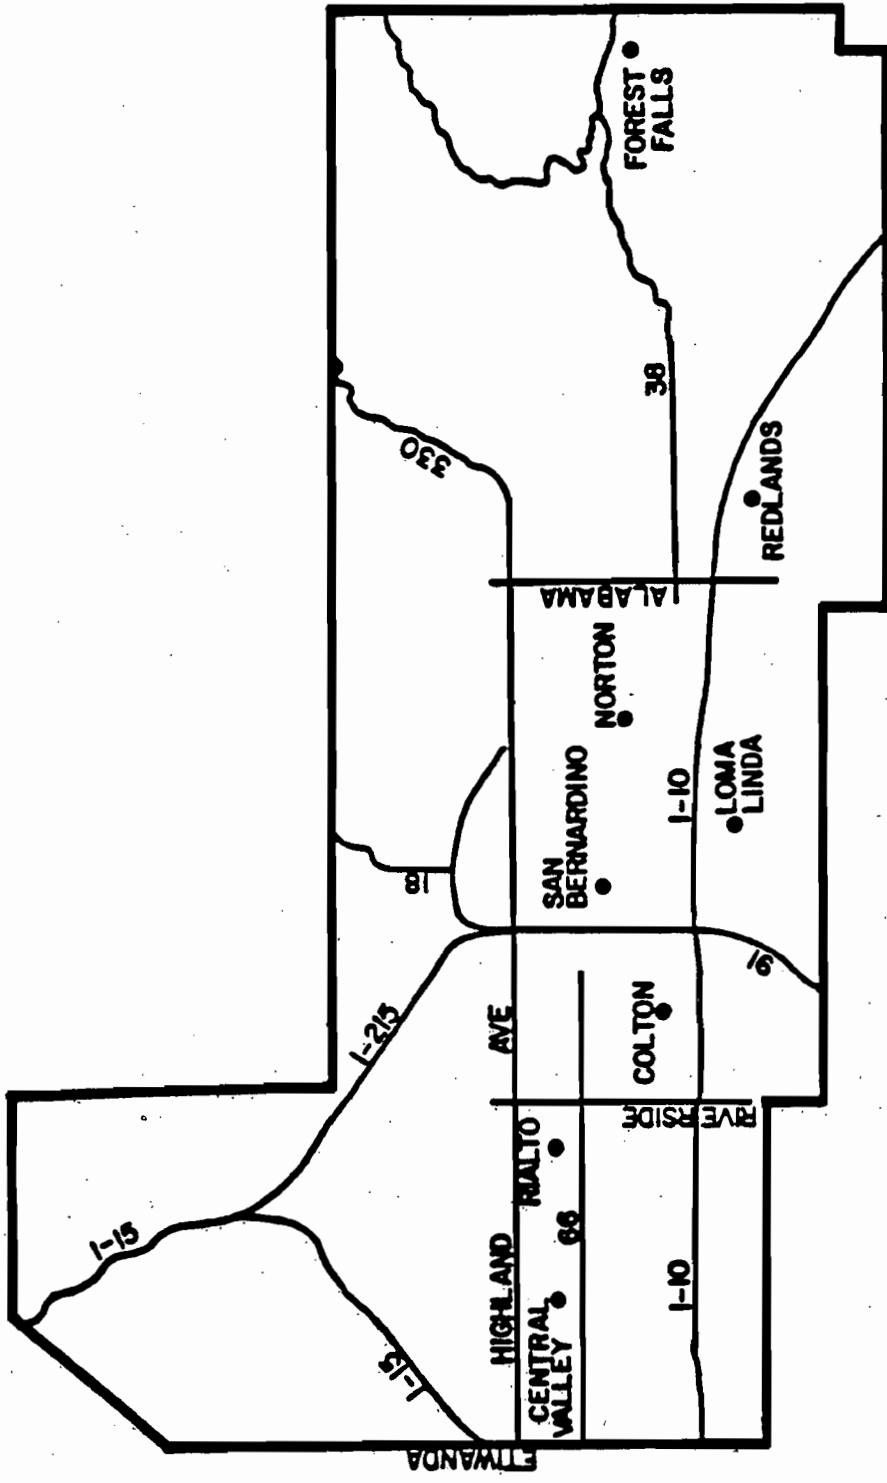 I-15
I-215
I-15
18
330
HIGHLAND
AVE
ETIWANDA
CENTRAL
VALLEY
RIALTO
66
SAN
BERNARDINO
NORTON
ALABAMA
38
FOREST
FALLS
COLTON
RIVERSIDE
I-10
I-10
91
LOMA
LINDA
REDLANDS